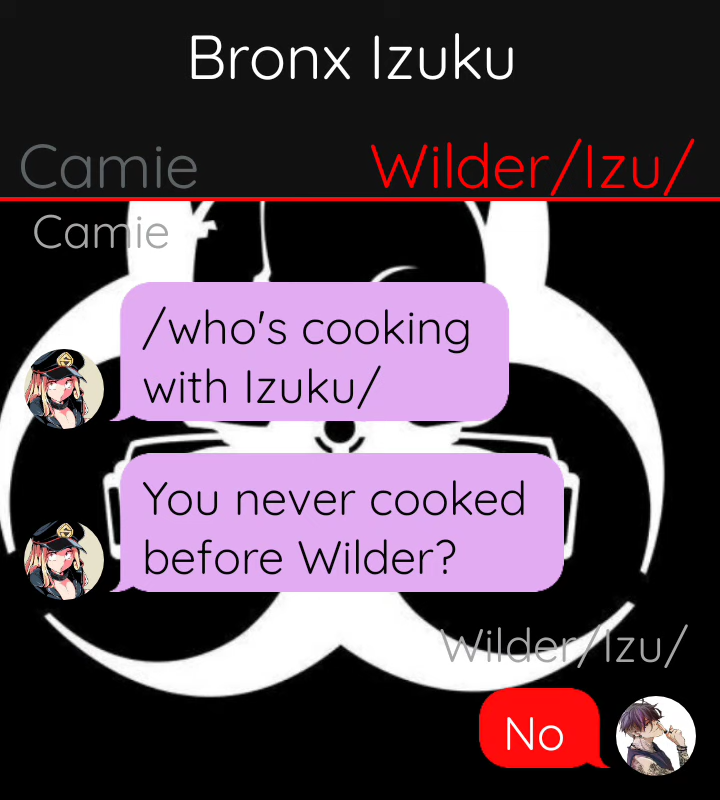 Bronx Izuku
Camie
Wilder/Izu/
Camie
/who's cooking
with Izuku/
You never cooked
before Wilder?
Wilder/Izu/
No